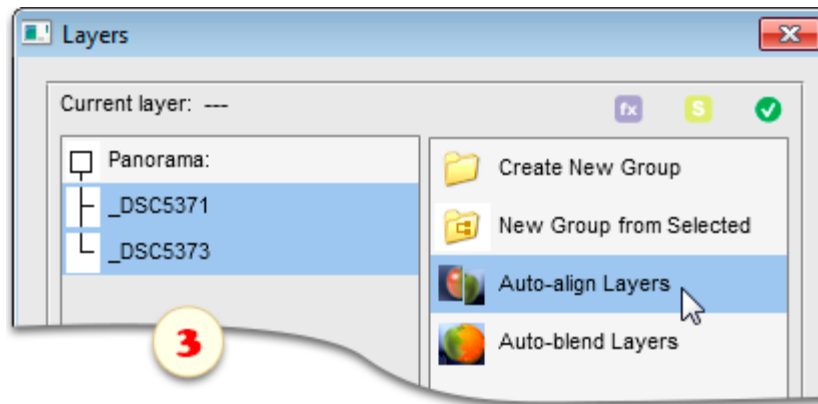 Layers
Current layer: ---
fx
S
Panorama:
_DSC5371
_DSC5373
Create New Group
New Group from Selected
Auto-align Layers
Auto-blend Layers
3